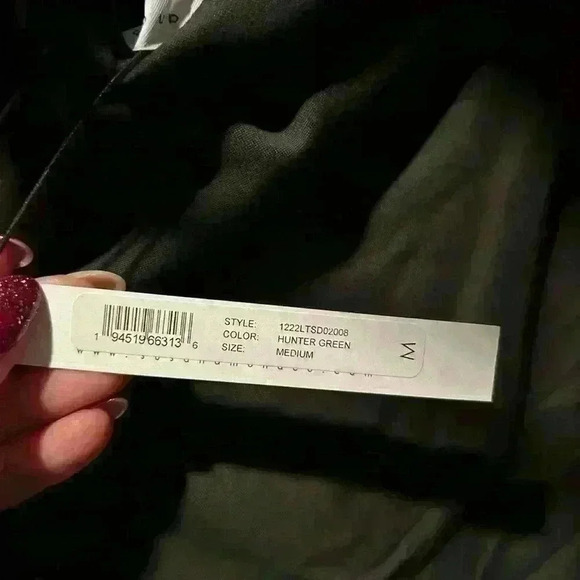 STYLE: 1222LTSD02008
COLOR: HUNTER GREEN
SIZE: MEDIUM
M
1 94519 66313 6